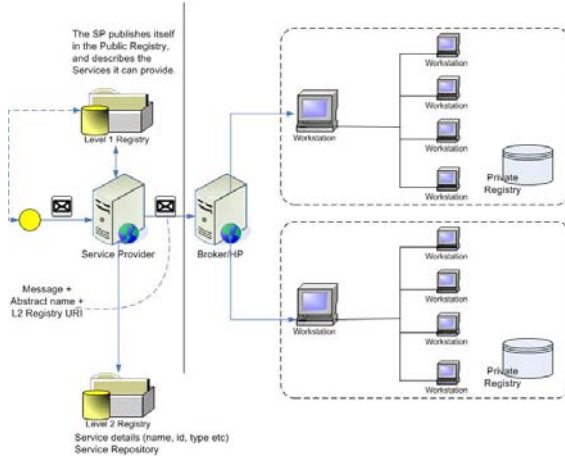 The SP publishes itself
in the Public Registry,
and describes the
Services it can provide.
Level 1 Registry
Service Provider
Broker/HP
Message +
Abstract name +
L2 Registry URI
Level 2 Registry
Service details (name, id, type etc)
Service Repository
Workstation
Workstation
Workstation
Workstation
Workstation
Private
Registry
Workstation
Workstation
Workstation
Workstation
Workstation
Private
Registry